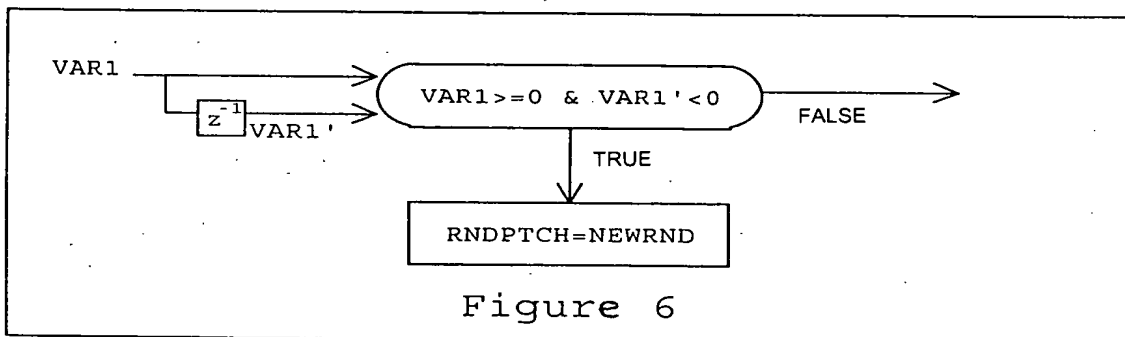 VAR1
VAR1>=0 & VAR1'<0
z-1
VAR1'
FALSE
TRUE
RNDPTCH=NEWRND
Figure 6